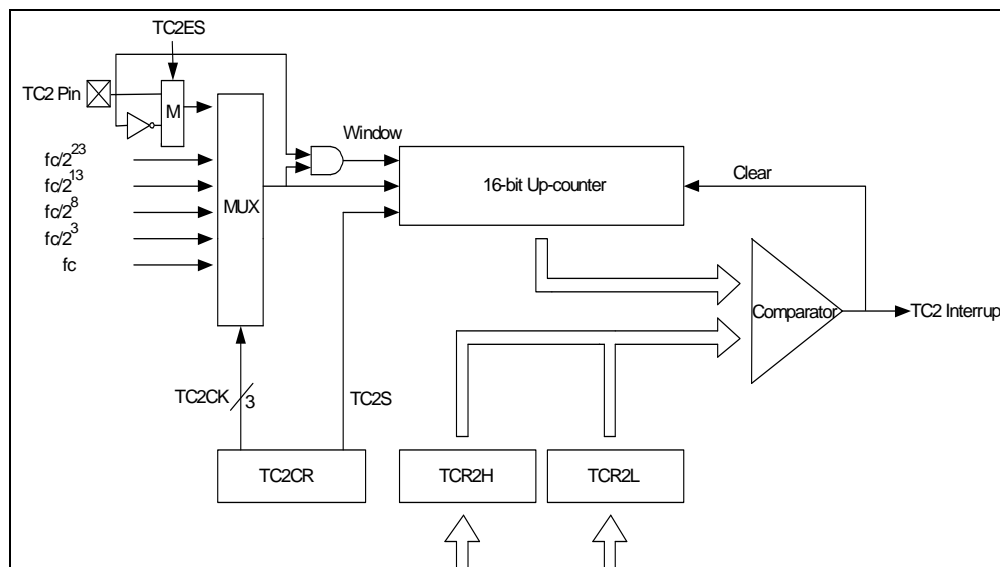 TC2ES
TC2 Pin
M
Window
fc/2^23
fc/2^13
fc/2^8
fc/2^3
fc
MUX
16-bit Up-counter
Clear
Comparator
TC2 Interrup
TC2CK
3
TC2S
TC2CR
TCR2H
TCR2L